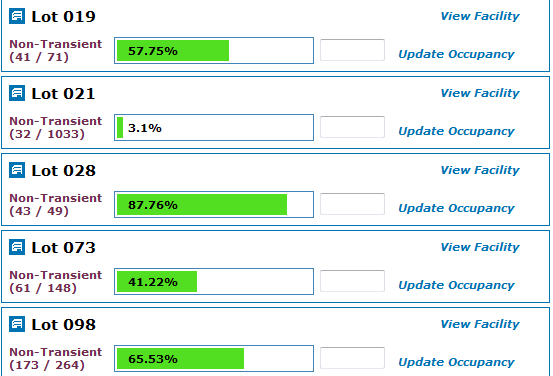 Lot 019
View Facility
Non-Transient
(41 / 71)
57.75%
Update Occupancy
Lot 021
View Facility
Non-Transient
(32 / 1033)
3.1%
Update Occupancy
Lot 028
View Facility
Non-Transient
(43 / 49)
87.76%
Update Occupancy
Lot 073
View Facility
Non-Transient
(61 / 148)
41.22%
Update Occupancy
Lot 098
View Facility
Non-Transient
(173 / 264)
65.53%
Update Occupancy